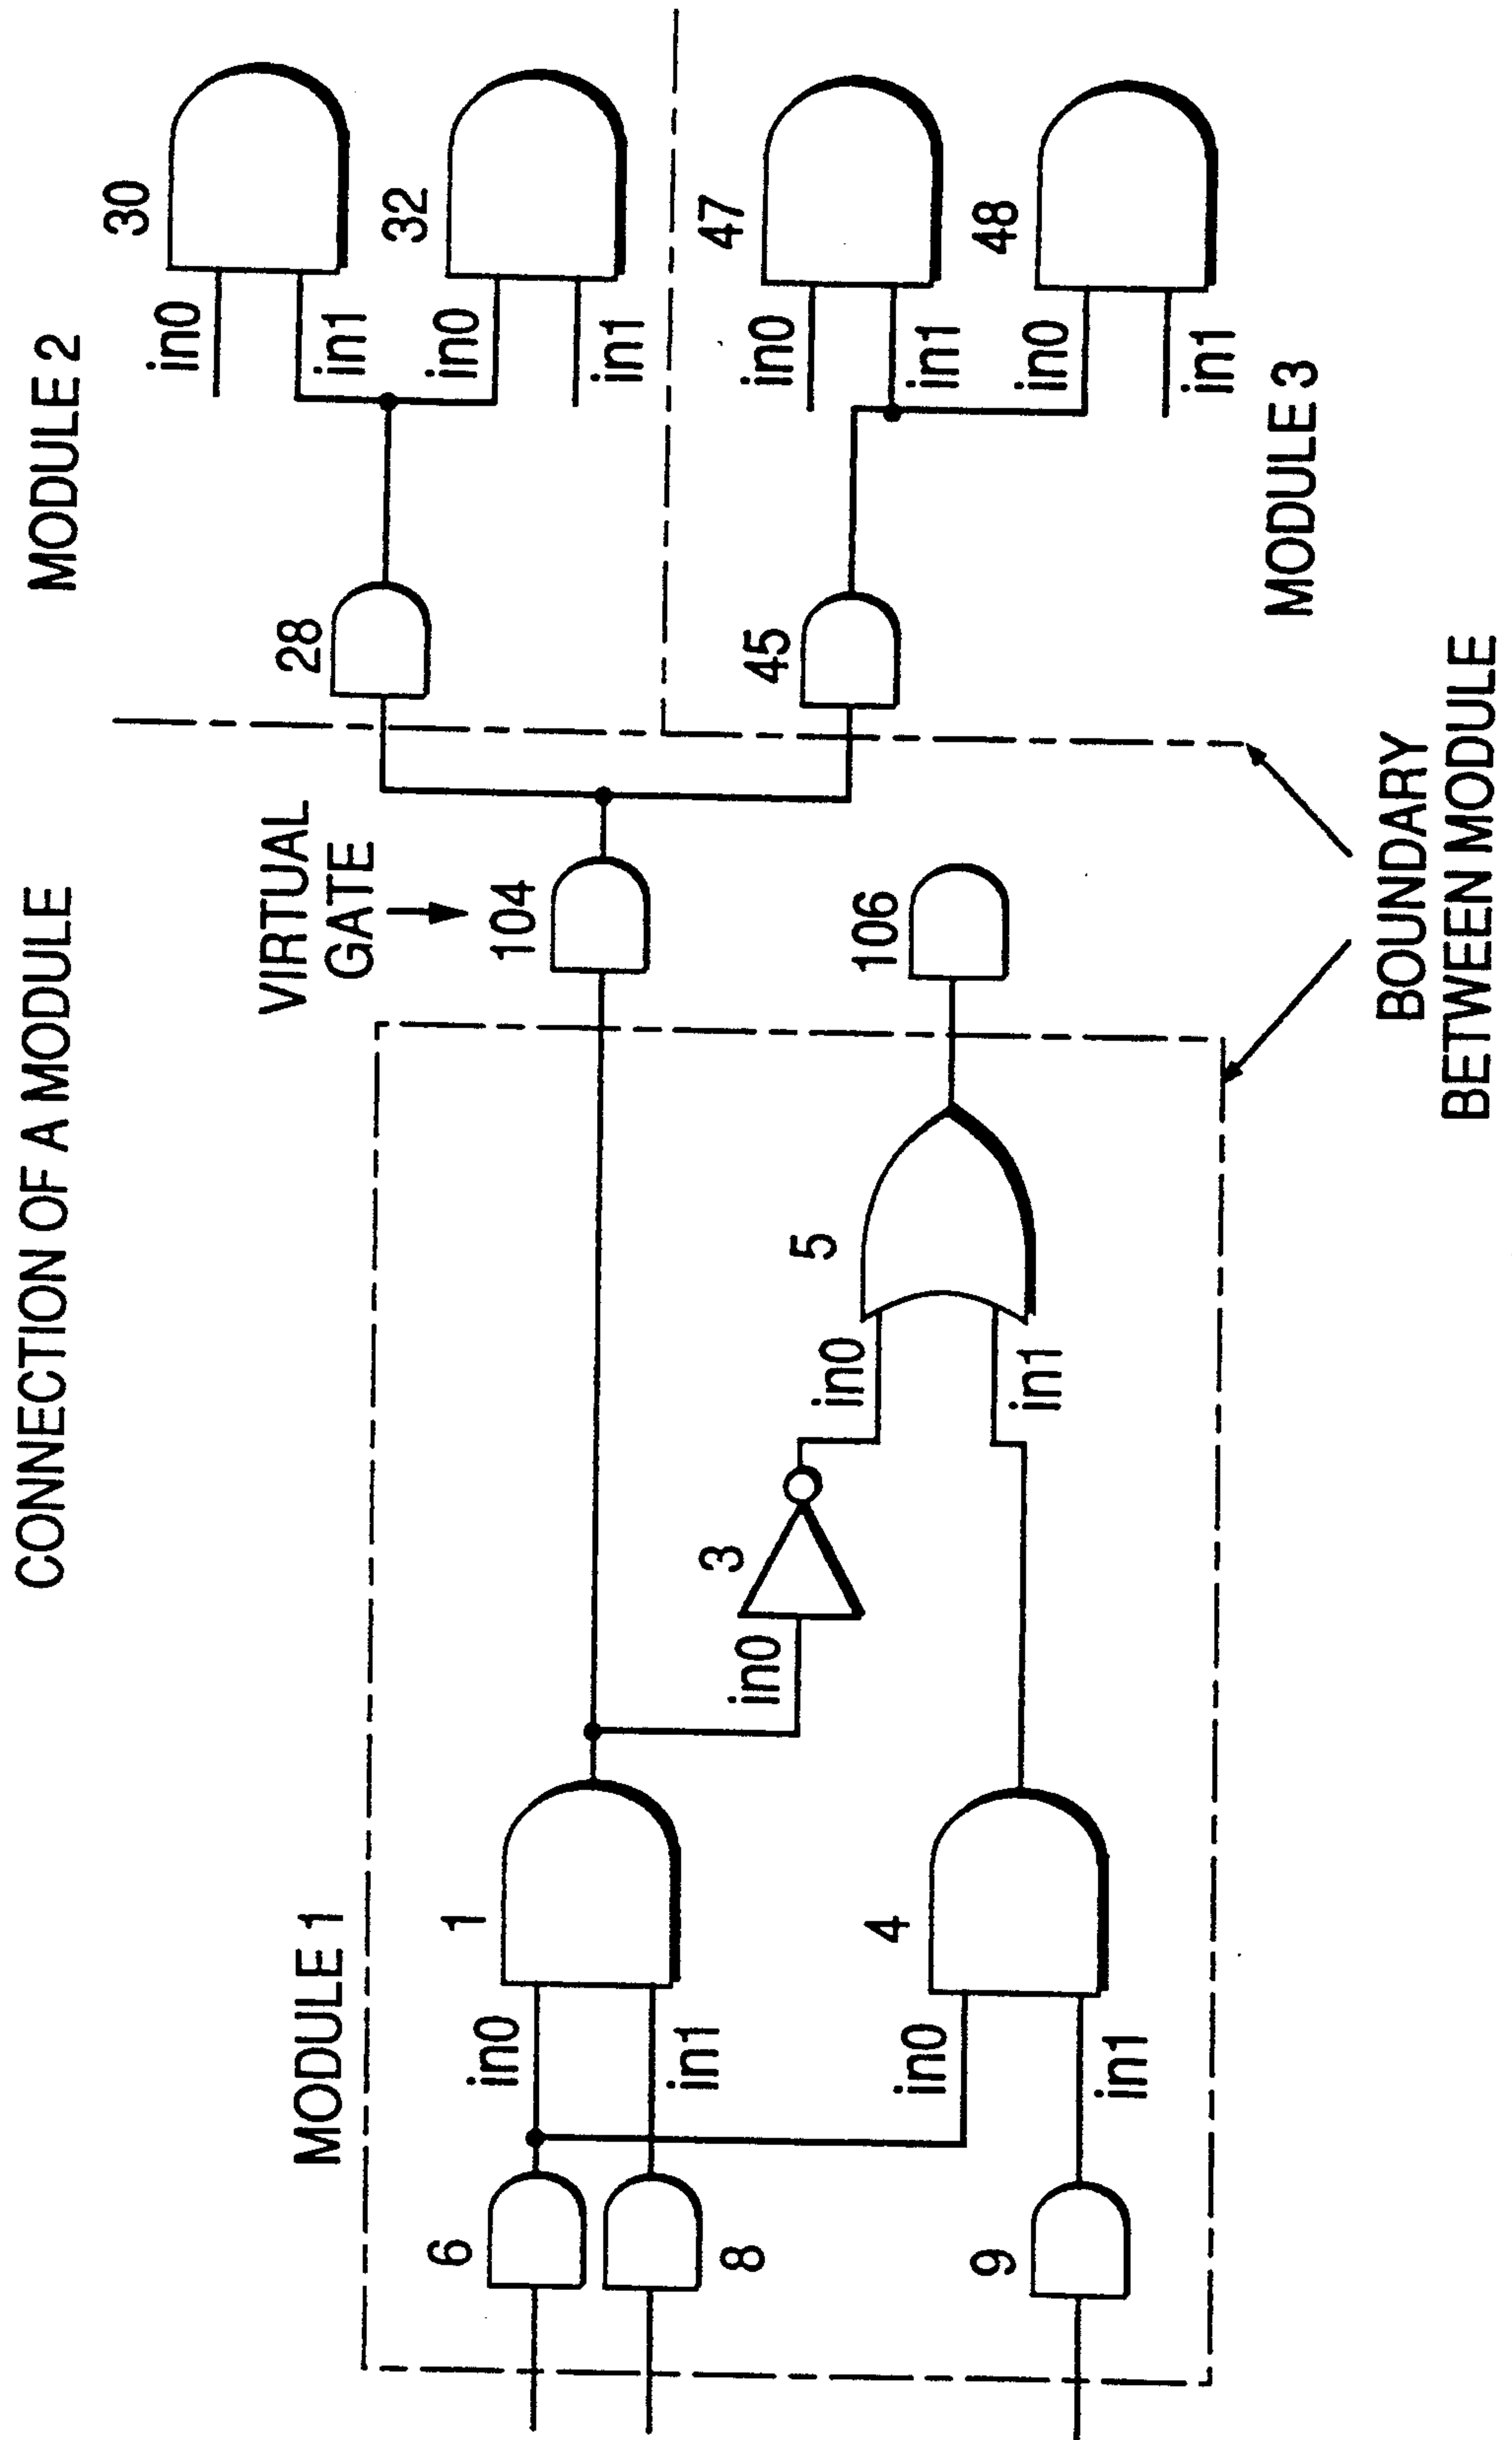 CONNECTION OF A MODULE
MODULE 1
6
8
9
in0
in1
1
in0
in1
4
in0
3
in0
in1
5
VIRTUAL
GATE
104
106
MODULE 2
28
in0
in1
30
in0
in1
32
45
in0
in1
47
in0
in1
48
MODULE 3
BOUNDARY
BETWEEN MODULE